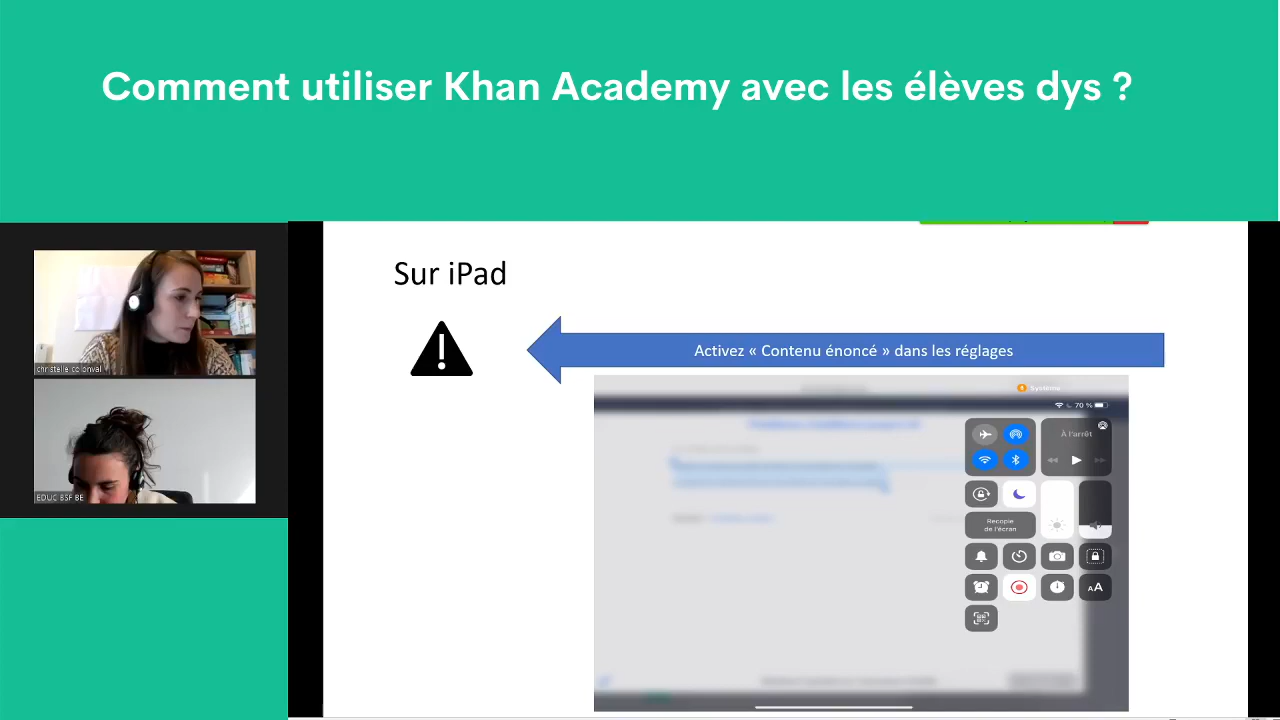 Comment utiliser Khan Academy avec les élèves dys ?
Sur iPad
Activez « Contenu énoncé » dans les réglages
christelle colonval
EDUC BSF BE
Système
70 %
À l'arrêt
Recopie
de l'écran
AA